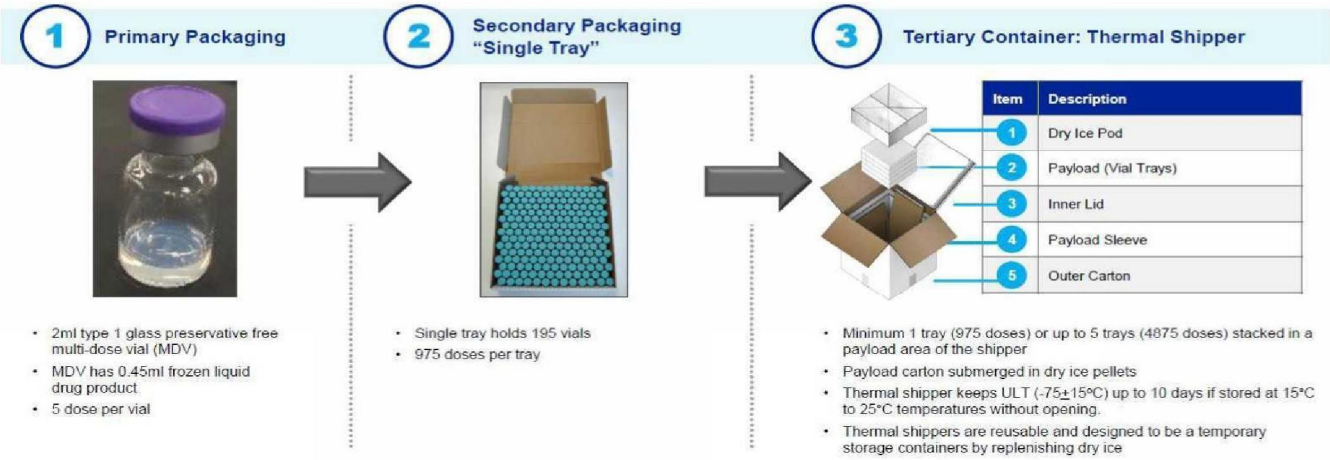 1
Primary Packaging
2ml type 1 glass preservative free
multi-dose vial (MDV)
MDV has 0.45ml frozen liquid
drug product
5 dose per vial
2
Secondary Packaging
“Single Tray”
Single tray holds 195 vials
975 doses per tray
3
Tertiary Container: Thermal Shipper
Item Description
1 Dry Ice Pod
2 Payload (Vial Trays)
3 Inner Lid
4 Payload Sleeve
5 Outer Carton
Minimum 1 tray (975 doses) or up to 5 trays (4875 doses) stacked in a
payload area of the shipper
Payload carton submerged in dry ice pellets
Thermal shipper keeps ULT (-75±15ºC) up to 10 days if stored at 15°C
to 25°C temperatures without opening.
Thermal shippers are reusable and designed to be a temporary
storage containers by replenishing dry ice